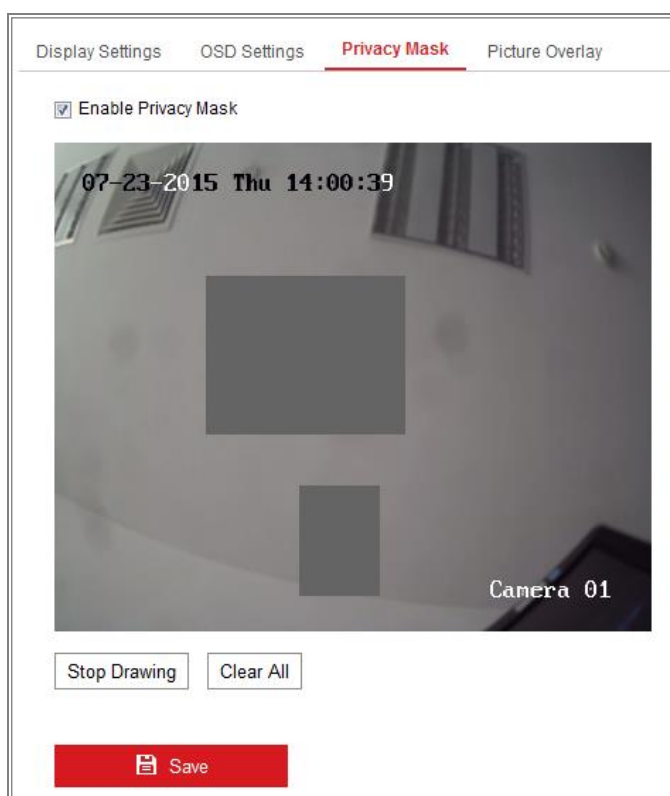 Display Settings OSD Settings Privacy Mask Picture Overlay
Enable Privacy Mask
07-23-2015 Thu 14:00:39
Camera 01
Stop Drawing Clear All
Save